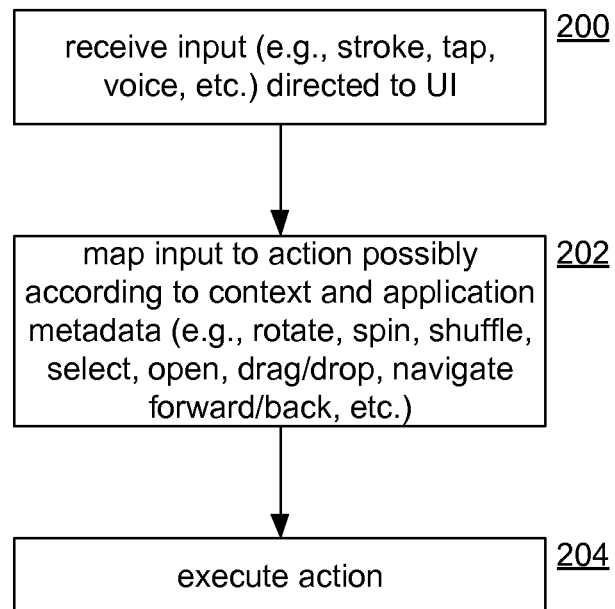 receive input (e.g., stroke, tap,
voice, etc.) directed to UI
200
map input to action possibly
according to context and application
metadata (e.g., rotate, spin, shuffle,
select, open, drag/drop, navigate
forward/back, etc.)
202
execute action
204